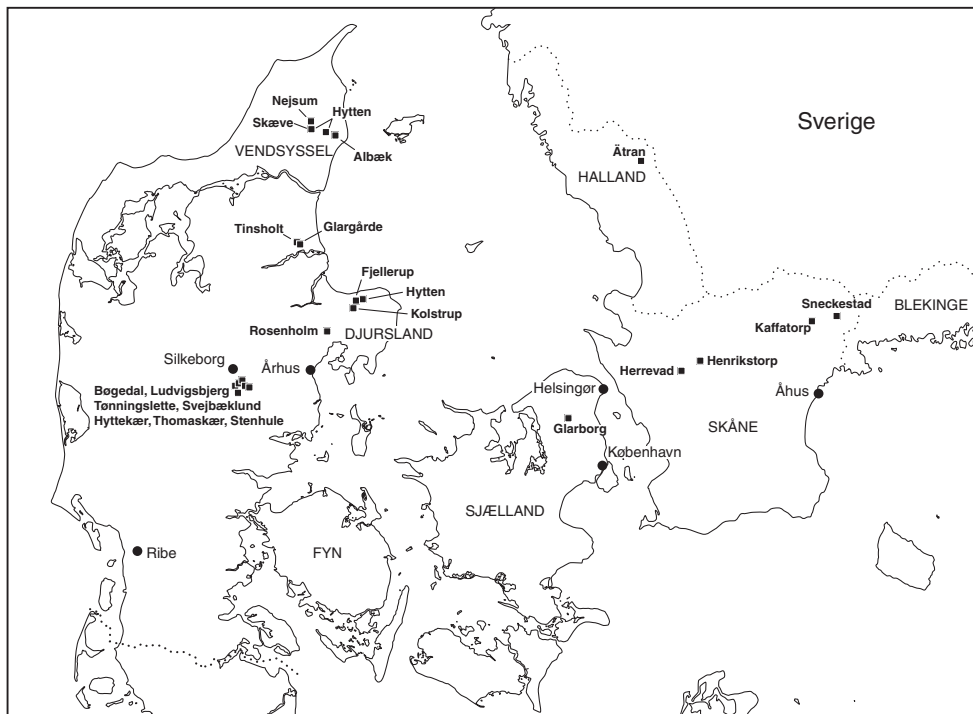 Nejsum
Hytten
Skæve
VENDSYSSEL
Albæk
Sverige
Ätran
HALLAND
Tinsholt
Glargårde
Fjellerup
Hytten
Kolstrup
Rosenholm
DJURSLAND
Sneckestad
BLEKINGE
Kaffatorp
Silkeborg
Århus
Henrikstorp
Herrevad
Bøgedal, Ludvigsbjerg
Tønningslette, Svejbæklund
Hyttekær, Thomaskær, Stenhule
Helsingør
Åhus
Glarborg
SKÅNE
København
SJÆLLAND
Ribe
FYN